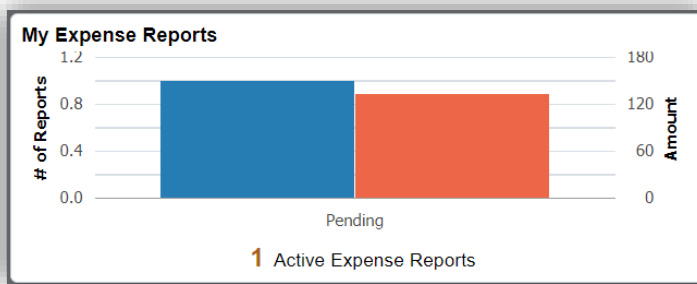 My Expense Reports
1.2
180
0.8
120
0.4
60
0.0
0
# of Reports
Amount
Pending
1 Active Expense Reports